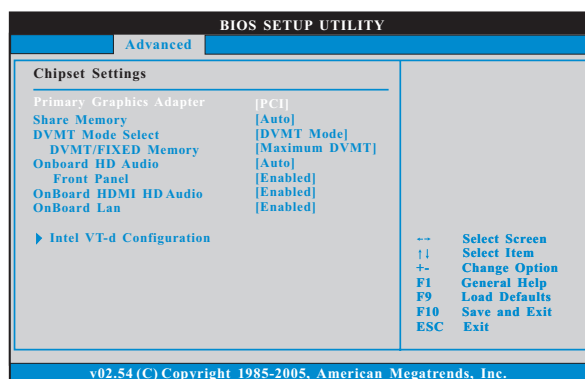 BIOS SETUP UTILITY
Advanced
Chipset Settings
Primary Graphics Adapter [PCI]
Share Memory [Auto]
DVMT Mode Select [DVMT Mode]
DVMT/FIXED Memory [Maximum DVMT]
Onboard HD Audio [Auto]
Front Panel [Enabled]
OnBoard HDMI HD Audio [Enabled]
OnBoard Lan [Enabled]
Intel VT-d Configuration
←→ Select Screen
↑↓ Select Item
+- Change Option
F1 General Help
F9 Load Defaults
F10 Save and Exit
ESC Exit
v02.54 (C) Copyright 1985-2005, American Megatrends, Inc.